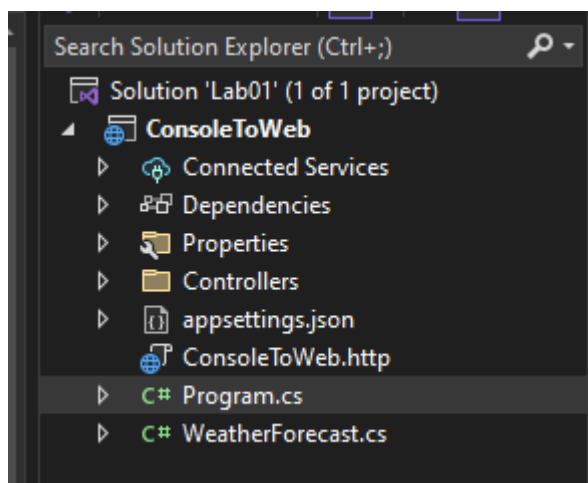 Search Solution Explorer (Ctrl+;)
Solution 'Lab01' (1 of 1 project)
ConsoleToWeb
Connected Services
Dependencies
Properties
Controllers
appsettings.json
ConsoleToWeb.http
C# Program.cs
C# WeatherForecast.cs